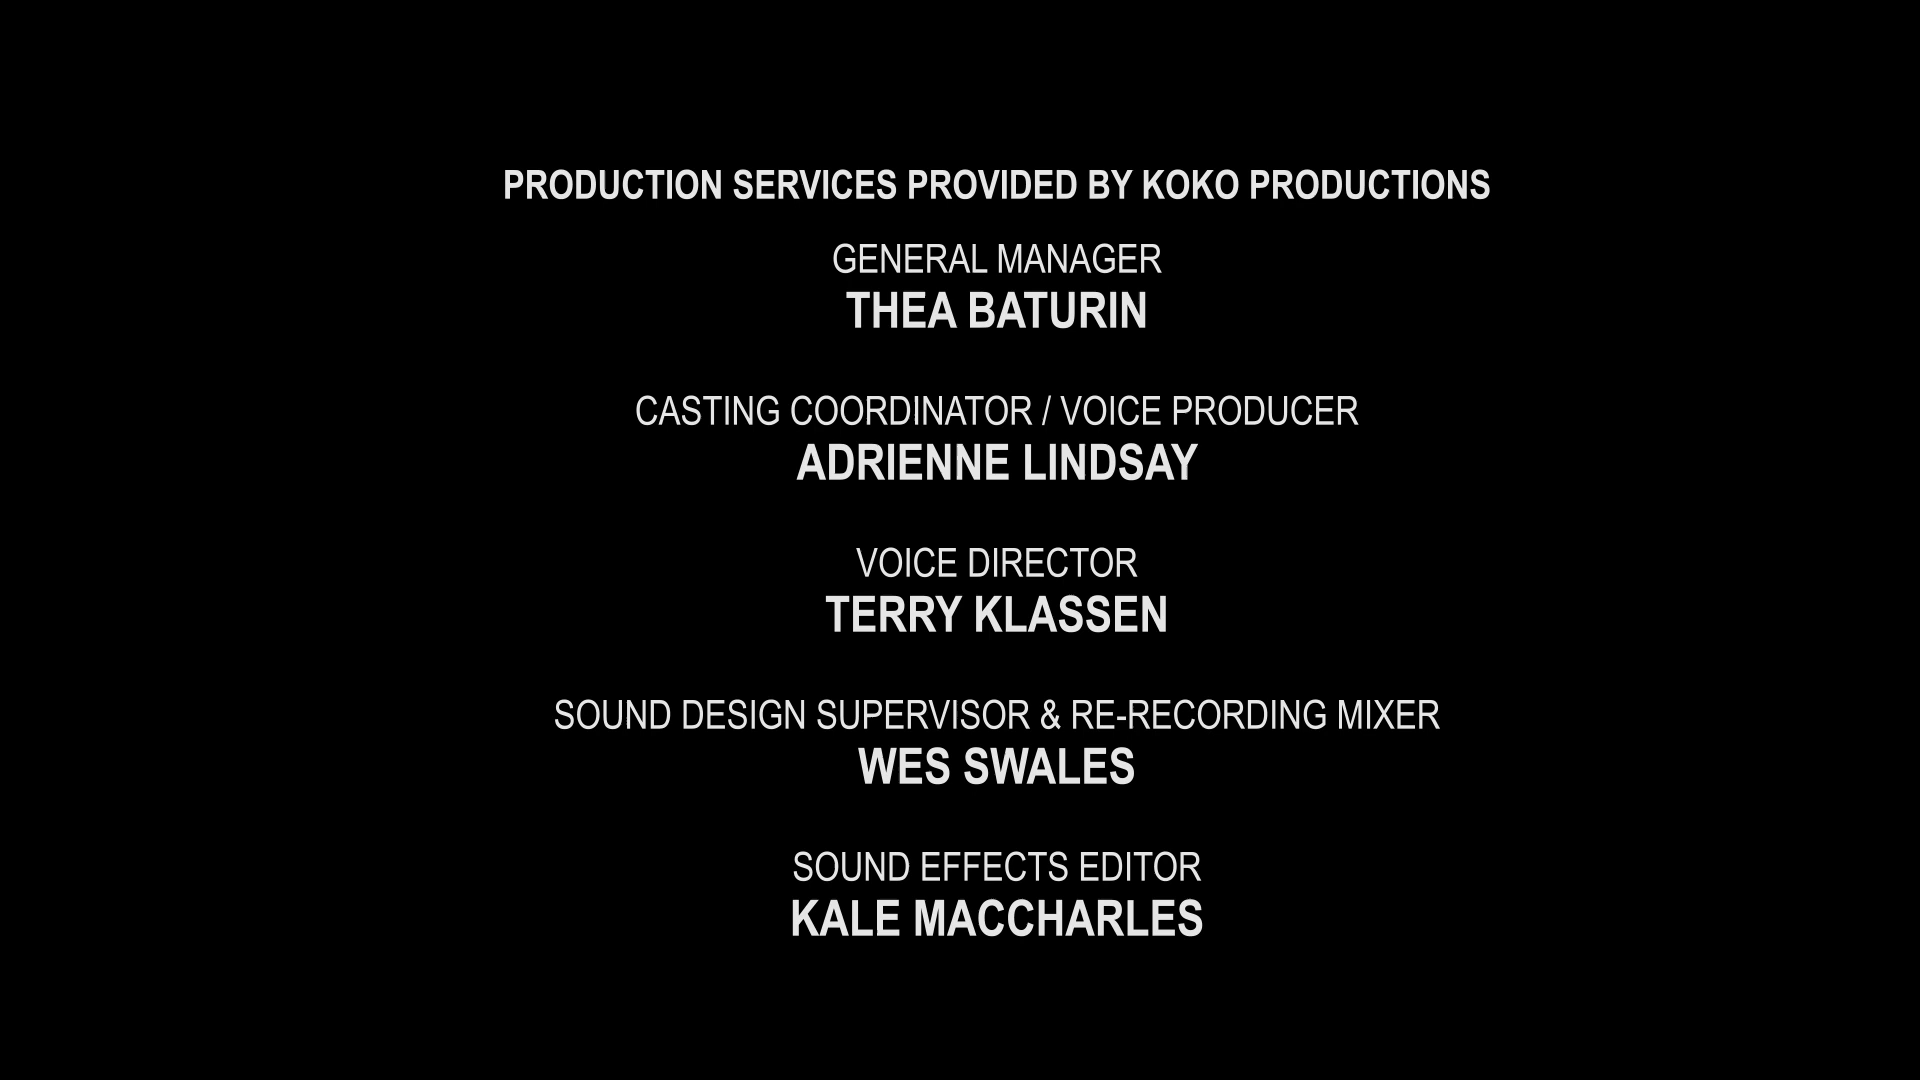 PRODUCTION SERVICES PROVIDED BY KOKO PRODUCTIONS
GENERAL MANAGER
THEA BATURIN
CASTING COORDINATOR / VOICE PRODUCER
ADRIENNE LINDSAY
VOICE DIRECTOR
TERRY KLASSEN
SOUND DESIGN SUPERVISOR & RE-RECORDING MIXER
WES SWALES
SOUND EFFECTS EDITOR
KALE MACCHARLES